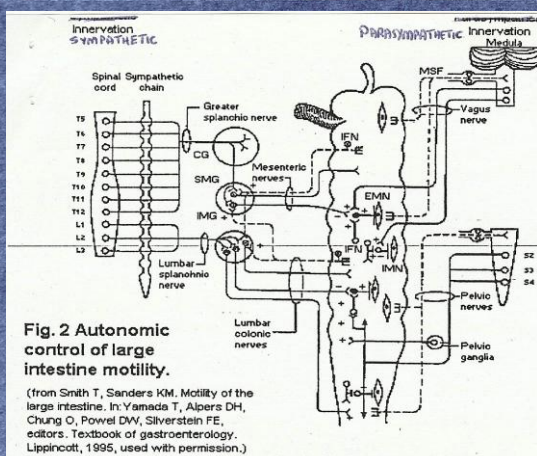 Innervation
SYMPATHETIC
PARASYMPATHETIC
Innervation
Medula
Spinal Sympathetic
cord chain
MSF
Greater
splanchio nerve
Vagus
nerve
T5
T6
T7
T8
T9
T10
T11
T12
L1
L2
L3
CG
SMG
IMG
IFN
Mesenteric
nerves
EMN
IFN
IMN
S2
S3
S4
Lumbar
splanohnio
nerve
Lumbar
colonic
nerves
Pelvic
nerves
Pelvic
ganglia
Fig. 2 Autonomic
control of large
intestine motility.
(from Smith T, Sanders KM. Motility of the
large intestine. In: Yamada T, Alpers DH,
Chung O, Powel DW, Silverstein FE,
editors. Textbook of gastroenterology.
Lippincott, 1995, used with permission.)